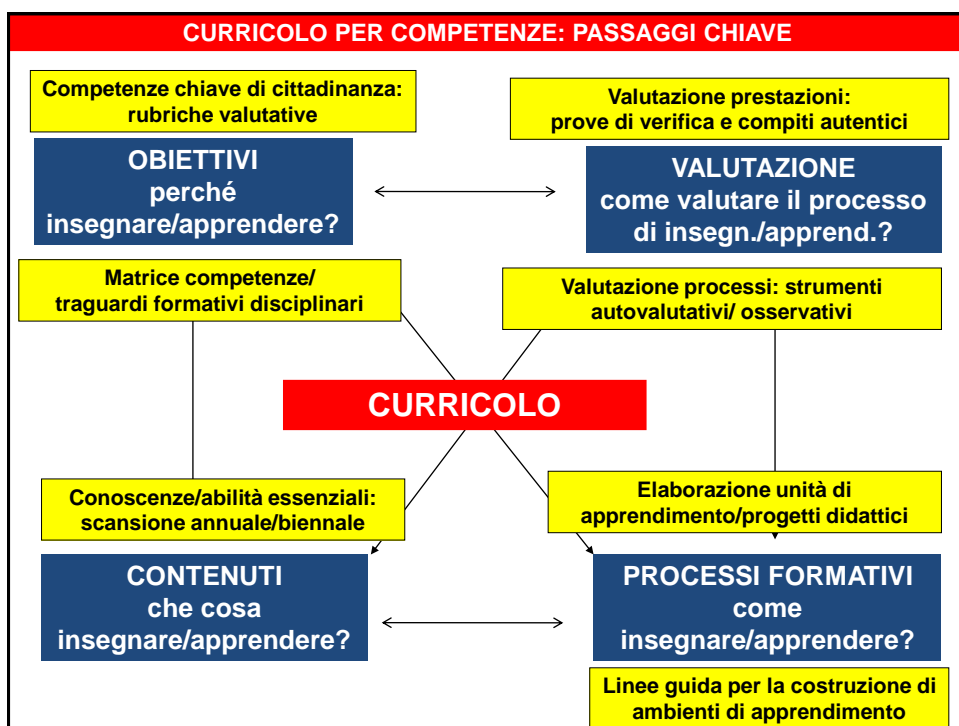 CURRICOLO PER COMPETENZE: PASSAGGI CHIAVE
Competenze chiave di cittadinanza:
rubriche valutative
Valutazione prestazioni:
prove di verifica e compiti autentici
OBIETTIVI
perché
insegnare/apprendere?
VALUTAZIONE
come valutare il processo
di insegn./apprend.?
Matrice competenze/
traguardi formativi disciplinari
Valutazione processi: strumenti
autovalutativi/ osservativi
CURRICOLO
Conoscenze/abilità essenziali:
scansione annuale/biennale
Elaborazione unità di
apprendimento/progetti didattici
CONTENUTI
che cosa
insegnare/apprendere?
PROCESSI FORMATIVI
come
insegnare/apprendere?
Linee guida per la costruzione di
ambienti di apprendimento